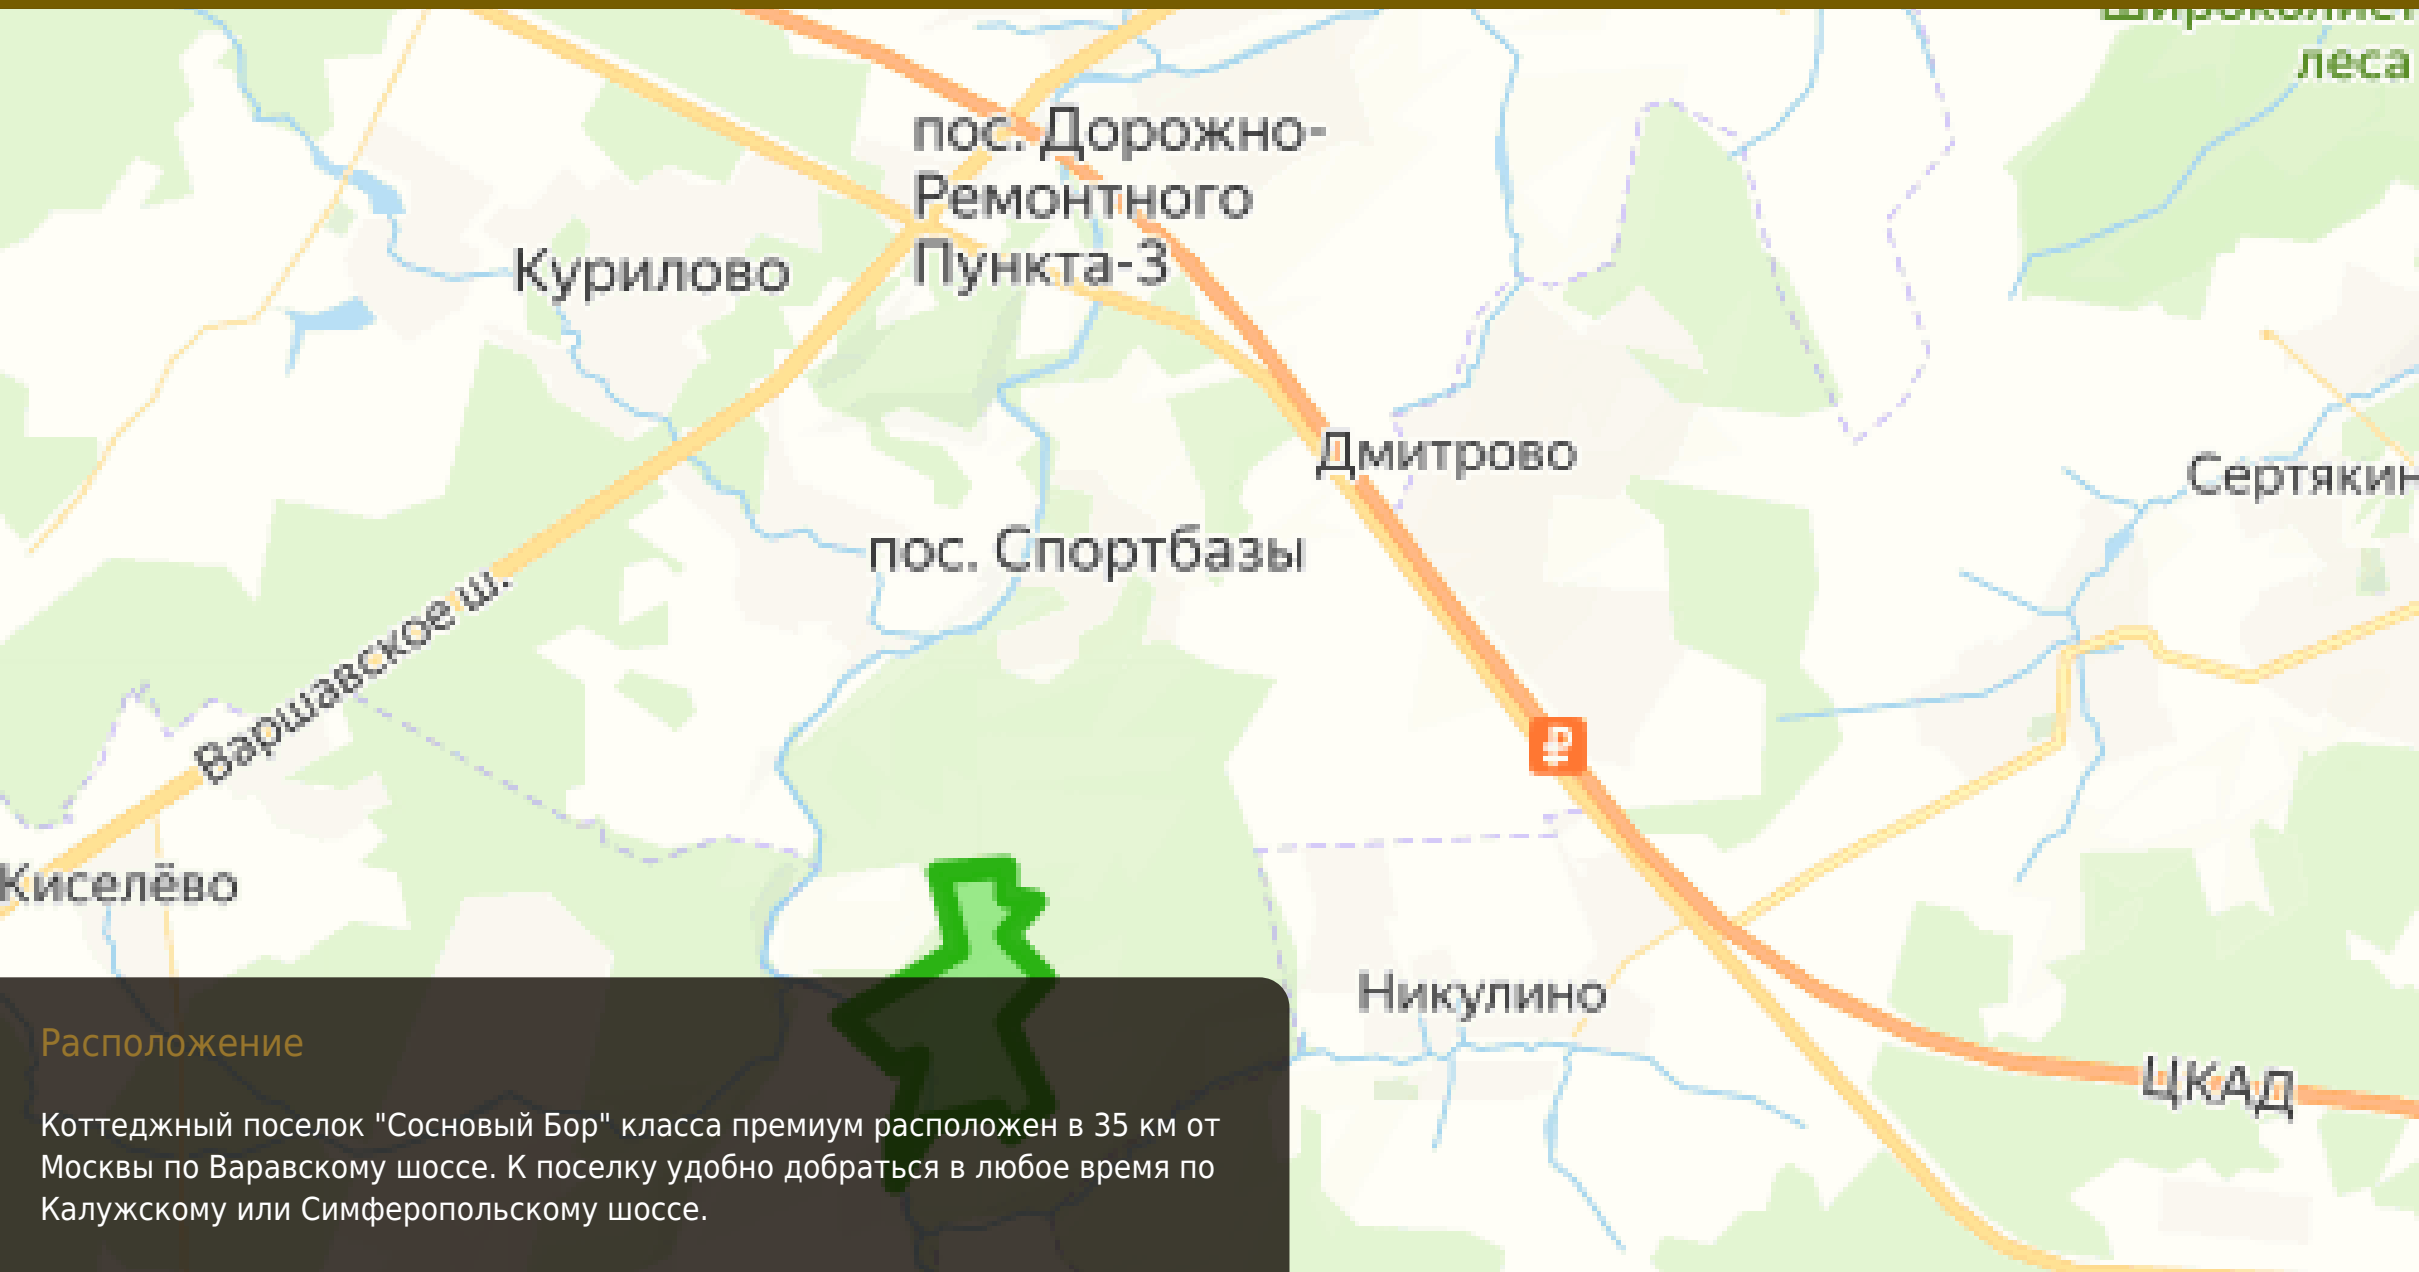 леса
пос. Дорожно-
Ремонтного
Пункта-3
Курилово
Дмитрово
Сертякин
пос. Спортбазы
Варшавское ш.
₽
Киселёво
Никулино
ЦКАД
Расположение
Коттеджный поселок "Сосновый Бор" класса премиум расположен в 35 км от
Москвы по Варавскому шоссе. К поселку удобно добраться в любое время по
Калужскому или Симферопольскому шоссе.